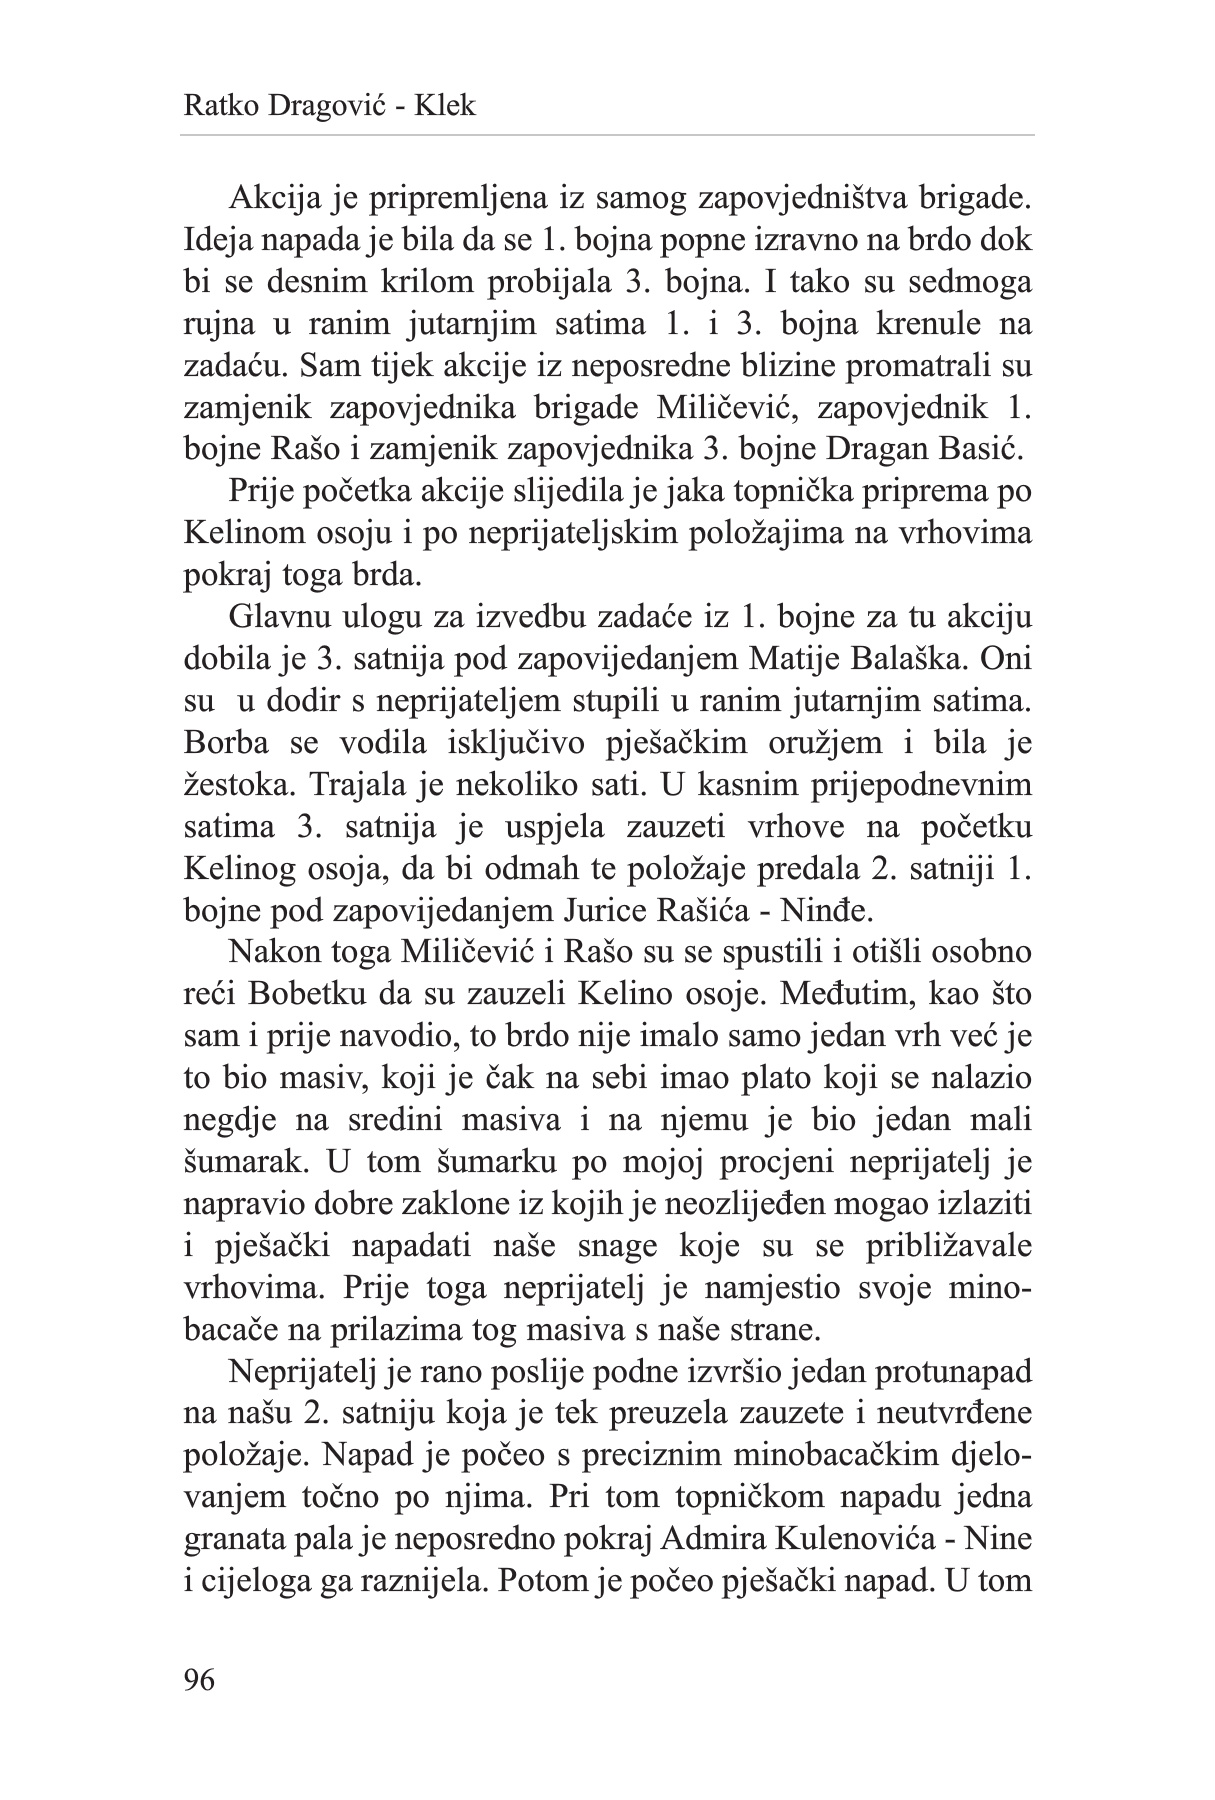 Ratko Dragović - Klek
Akcija je pripremljena iz samog zapovjedništva brigade.
Ideja napada je bila da se 1. bojna popne izravno na brdo dok
bi se desnim krilom probijala 3. bojna. I tako su sedmoga
rujna u ranim jutarnjim satima 1. i 3. bojna krenule na
zadaću. Sam tijek akcije iz neposredne blizine promatrali su
zamjenik zapovjednika brigade Miličević, zapovjednik 1.
bojne Rašo i zamjenik zapovjednika 3. bojne Dragan Basić.
Prije početka akcije slijedila je jaka topnička priprema po
Kelinom osoju i po neprijateljskim položajima na vrhovima
pokraj toga brda.
Glavnu ulogu za izvedbu zadaće iz 1. bojne za tu akciju
dobila je 3. satnija pod zapovijedanjem Matije Balaška. Oni
su  u dodir s neprijateljem stupili u ranim jutarnjim satima.
Borba se vodila isključivo pješačkim oružjem i bila je
žestoka. Trajala je nekoliko sati. U kasnim prijepodnevnim
satima 3. satnija je uspjela zauzeti vrhove na početku
Kelinog osoja, da bi odmah te položaje predala 2. satniji 1.
bojne pod zapovijedanjem Jurice Rašića - Ninđe.
Nakon toga Miličević i Rašo su se spustili i otišli osobno
reći Bobetku da su zauzeli Kelino osoje. Međutim, kao što
sam i prije navodio, to brdo nije imalo samo jedan vrh već je
to bio masiv, koji je čak na sebi imao plato koji se nalazio
negdje na sredini masiva i na njemu je bio jedan mali
šumarak. U tom šumarku po mojoj procjeni neprijatelj je
napravio dobre zaklone iz kojih je neozlijeđen mogao izlaziti
i pješački napadati naše snage koje su se približavale
vrhovima. Prije toga neprijatelj je namjestio svoje mino-
bacače na prilazima tog masiva s naše strane.
Neprijatelj je rano poslije podne izvršio jedan protunapad
na našu 2. satniju koja je tek preuzela zauzete i neutvrđene
položaje. Napad je počeo s preciznim minobacačkim djelo-
vanjem točno po njima. Pri tom topničkom napadu jedna
granata pala je neposredno pokraj Admira Kulenovića - Nine
i cijeloga ga raznijela. Potom je počeo pješački napad. U tom
96